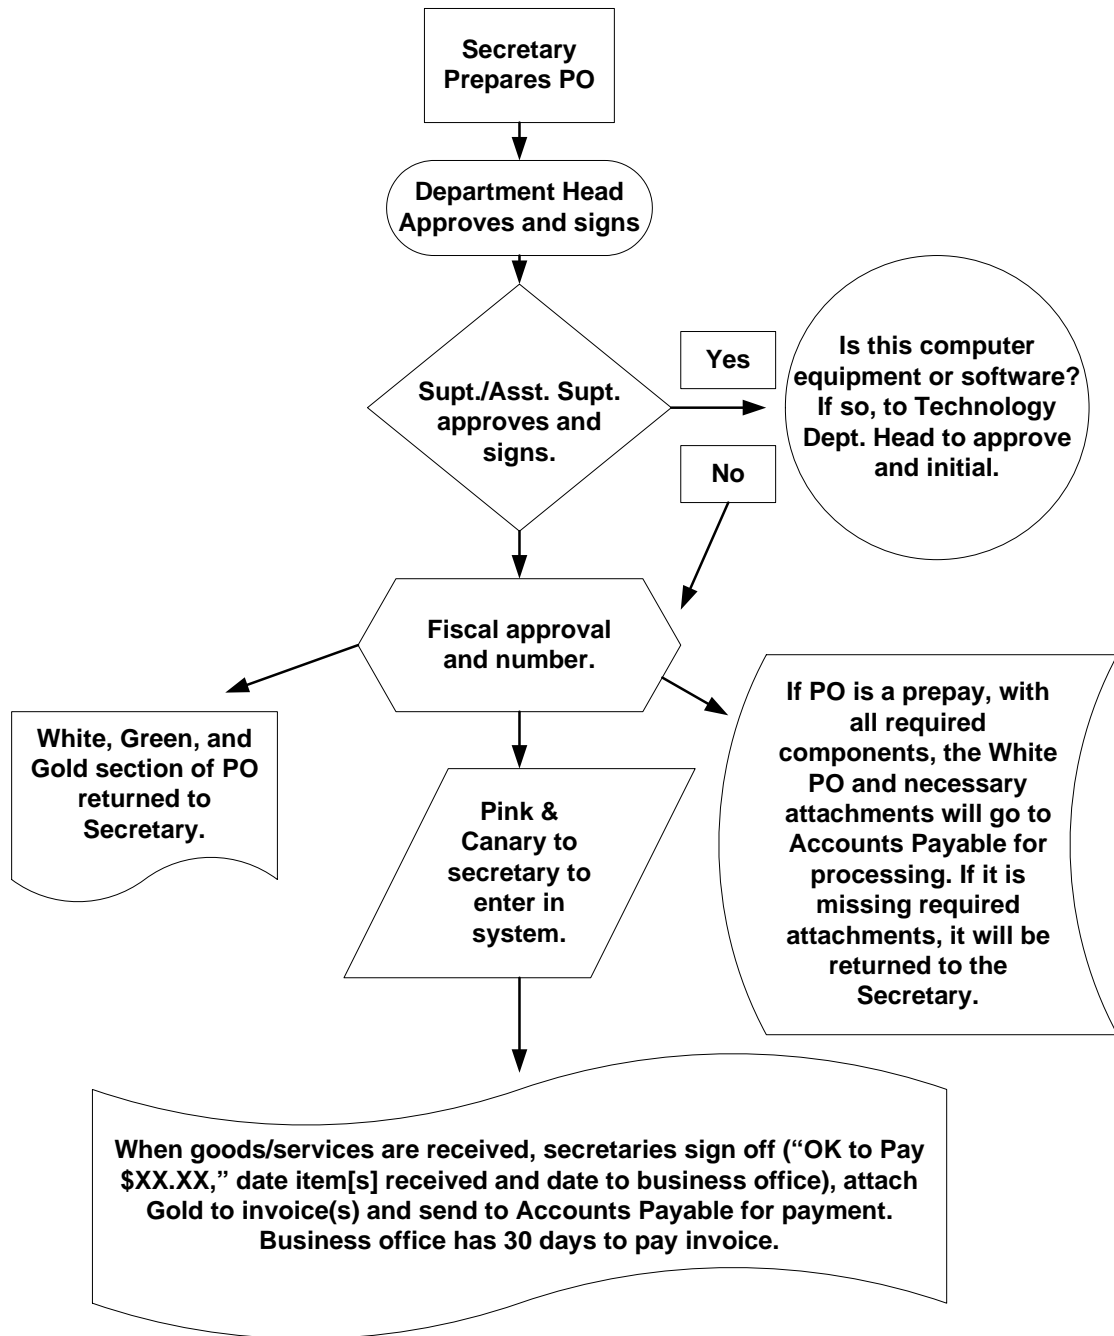 Secretary
Prepares PO
Department Head
Approves and signs
Supt./Asst. Supt.
approves and
signs.
Yes
Is this computer
equipment or software?
If so, to Technology
Dept. Head to approve
and initial.
No
Fiscal approval
and number.
White, Green, and
Gold section of PO
returned to
Secretary.
Pink &
Canary to
secretary to
enter in
system.
If PO is a prepay, with
all required
components, the White
PO and necessary
attachments will go to
Accounts Payable for
processing. If it is
missing required
attachments, it will be
returned to the
Secretary.
When goods/services are received, secretaries sign off (“OK to Pay
$XX.XX,” date item[s] received and date to business office), attach
Gold to invoice(s) and send to Accounts Payable for payment.
Business office has 30 days to pay invoice.